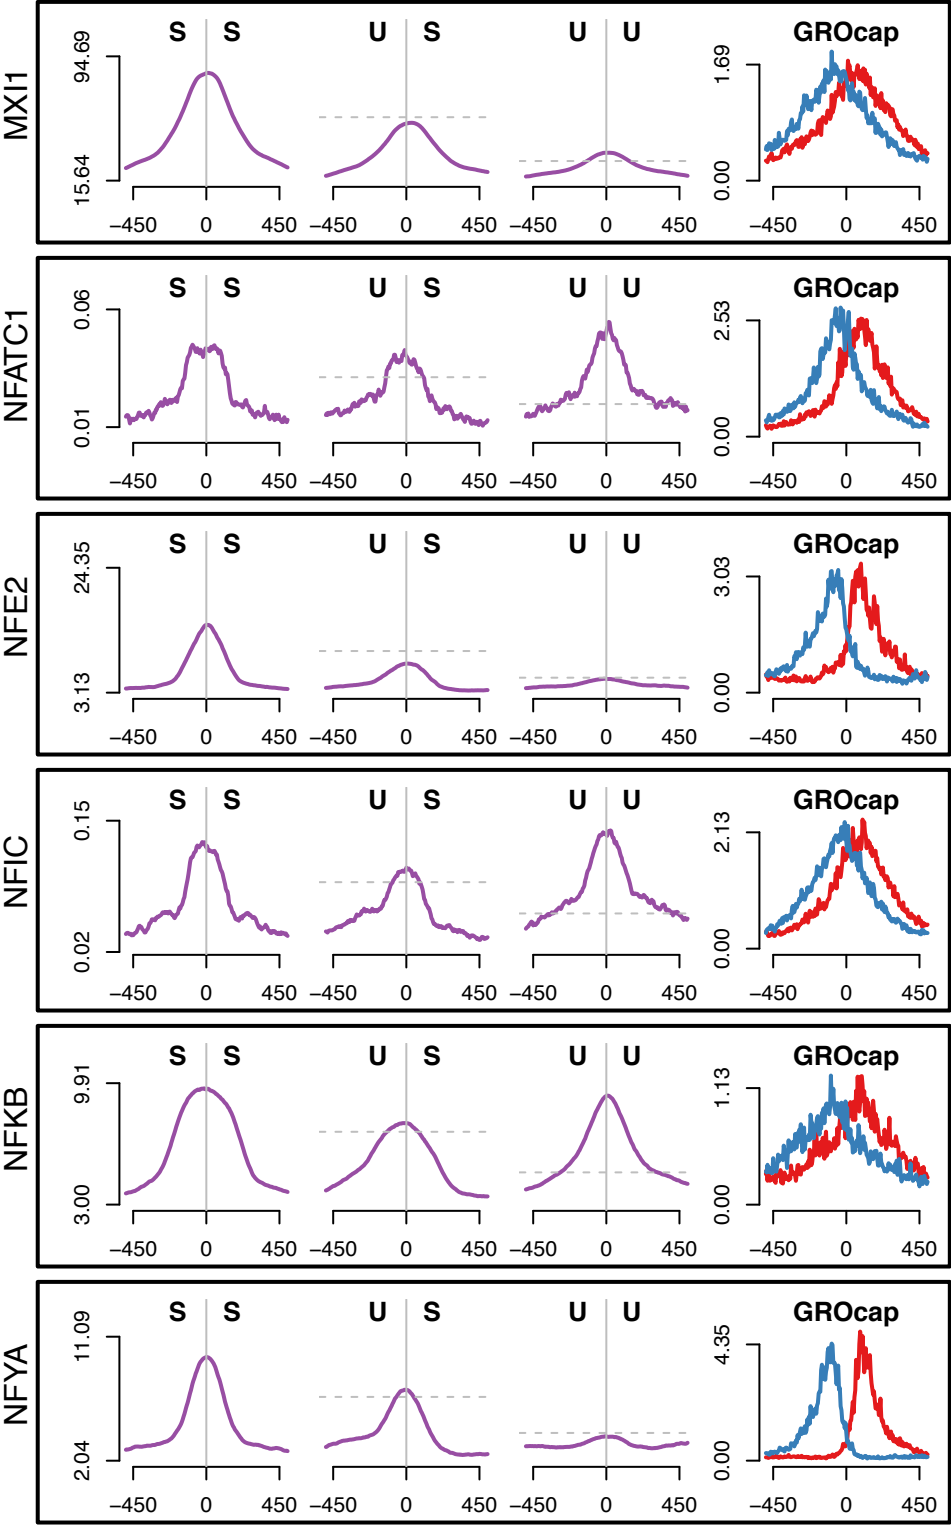 MXI1
S S U S U U GROcap
94.69 15.64 1.69 0.00
−450 0 450 −450 0 450 −450 0 450 −450 0 450
NFATC1
S S U S U U GROcap
0.06 0.01 2.53 0.00
−450 0 450 −450 0 450 −450 0 450 −450 0 450
NFE2
S S U S U U GROcap
24.35 3.13 3.03 0.00
−450 0 450 −450 0 450 −450 0 450 −450 0 450
NFIC
S S U S U U GROcap
0.15 0.02 2.13 0.00
−450 0 450 −450 0 450 −450 0 450 −450 0 450
NFKB
S S U S U U GROcap
9.91 3.00 1.13 0.00
−450 0 450 −450 0 450 −450 0 450 −450 0 450
NFYA
S S U S U U GROcap
11.09 2.04 4.35 0.00
−450 0 450 −450 0 450 −450 0 450 −450 0 450